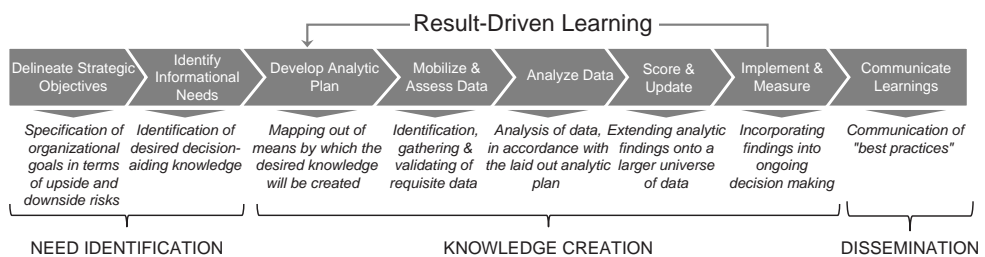 Result-Driven Learning
Delineate Strategic
Objectives
Identify
Informational
Needs
Develop Analytic
Plan
Mobilize &
Assess Data
Analyze Data
Score &
Update
Implement &
Measure
Communicate
Learnings
Specification of
organizational
goals in terms
of upside and
downside risks
Identification of
desired decision-
aiding knowledge
Mapping out of
means by which the
desired knowledge
will be created
Identification,
gathering &
validating of
requisite data
Analysis of data,
in accordance with
the laid out analytic
plan
Extending analytic
findings onto a
larger universe
of data
Incorporating
findings into
ongoing
decision making
Communication of
"best practices"
NEED IDENTIFICATION
KNOWLEDGE CREATION
DISSEMINATION